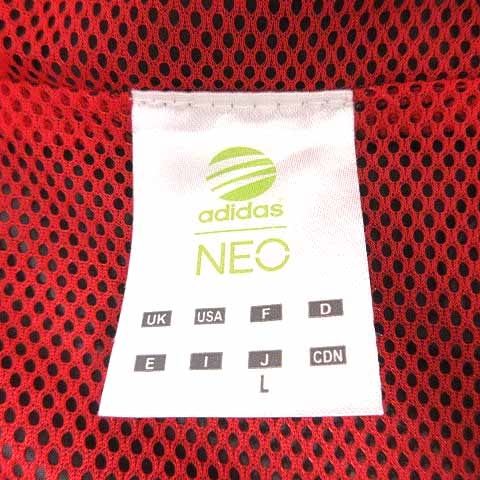 adidas
NEO
UK USA F D
E I J CDN
L